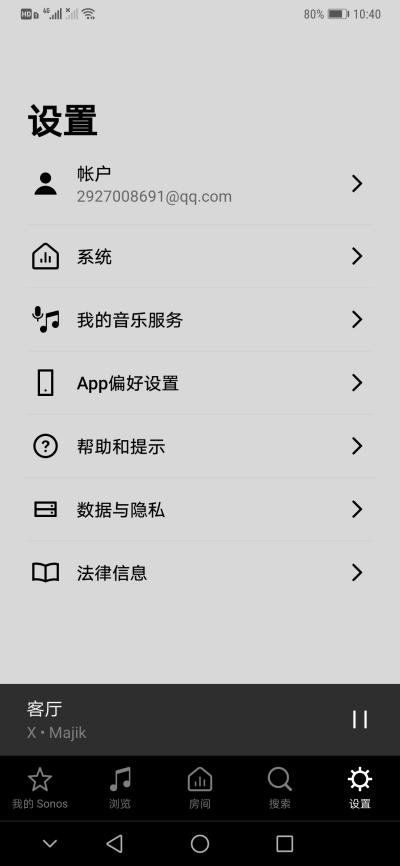 HD 4G 80% 10:40
设置
帐户
2927008691@qq.com
系统
我的音乐服务
App偏好设置
帮助和提示
数据与隐私
法律信息
客厅
X • Majik
我的 Sonos 浏览 房间 搜索 设置